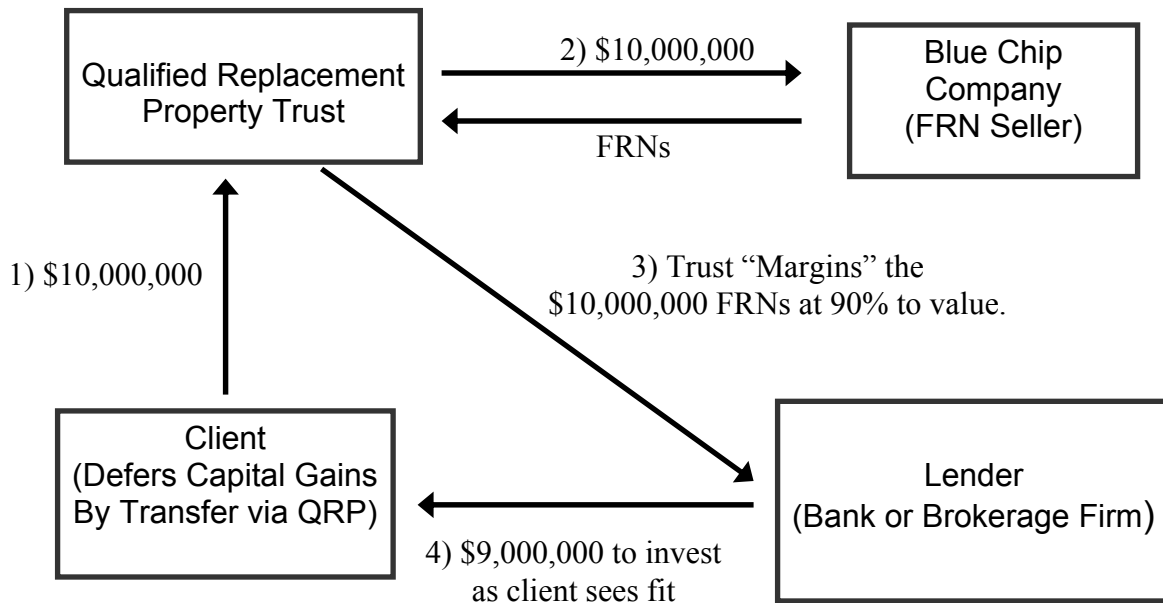 Qualified Replacement
Property Trust
2) $10,000,000
FRNs
Blue Chip
Company
(FRN Seller)
1) $10,000,000
3) Trust “Margins” the
$10,000,000 FRNs at 90% to value.
Client
(Defers Capital Gains
By Transfer via QRP)
4) $9,000,000 to invest
as client sees fit
Lender
(Bank or Brokerage Firm)